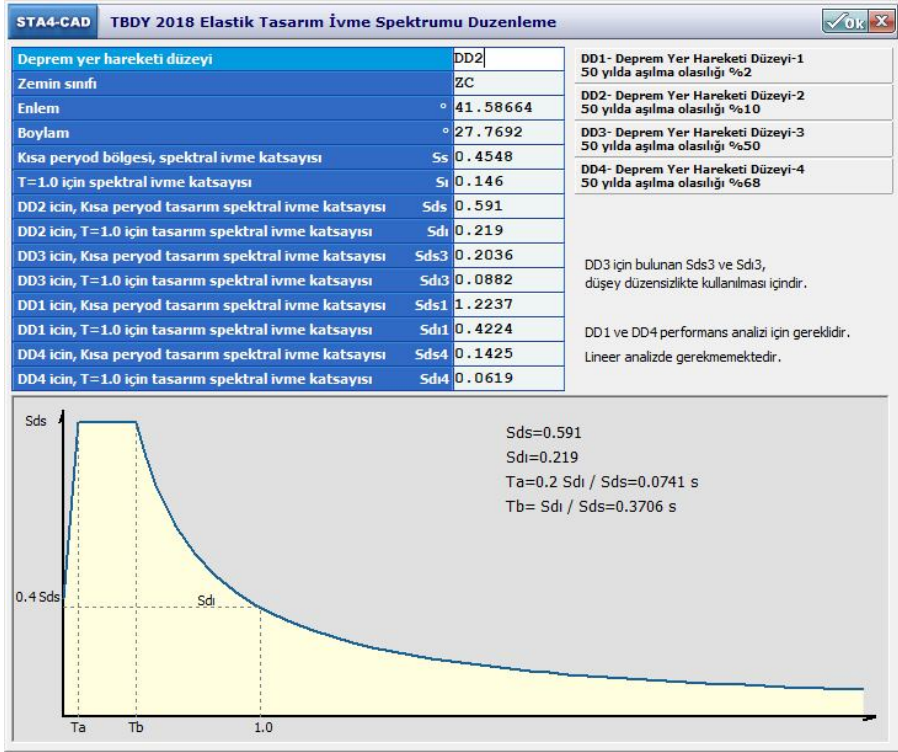 STA4-CAD TBDY 2018 Elastik Tasarım İvme Spektrumu Duzenleme Ok X
Deprem yer hareketi düzeyi DD2
Zemin sınıfı ZC
Enlem ° 41.58664
Boylam ° 27.7692
Kısa peryod bölgesi, spektral ivme katsayısı Ss 0.4548
T=1.0 için spektral ivme katsayısı Sı 0.146
DD2 icin, Kısa peryod tasarım spektral ivme katsayısı Sds 0.591
DD2 icin, T=1.0 için tasarım spektral ivme katsayısı Sdı 0.219
DD3 icin, Kısa peryod tasarım spektral ivme katsayısı Sds3 0.2036
DD3 icin, T=1.0 için tasarım spektral ivme katsayısı Sdı3 0.0882
DD1 icin, Kısa peryod tasarım spektral ivme katsayısı Sds1 1.2237
DD1 icin, T=1.0 için tasarım spektral ivme katsayısı Sdı1 0.4224
DD4 icin, Kısa peryod tasarım spektral ivme katsayısı Sds4 0.1425
DD4 icin, T=1.0 için tasarım spektral ivme katsayısı Sdı4 0.0619
DD1- Deprem Yer Hareketi Düzeyi-1
50 yılda aşılma olasılığı %2
DD2- Deprem Yer Hareketi Düzeyi-2
50 yılda aşılma olasılığı %10
DD3- Deprem Yer Hareketi Düzeyi-3
50 yılda aşılma olasılığı %50
DD4- Deprem Yer Hareketi Düzeyi-4
50 yılda aşılma olasılığı %68
DD3 için bulunan Sds3 ve Sdı3,
düşey düzensizlikte kullanılması içindir.
DD1 ve DD4 performans analizi için gereklidir.
Lineer analizde gerekmemektedir.
Sds
Sds=0.591
Sdı=0.219
Ta=0.2 Sdı / Sds=0.0741 s
Tb= Sdı / Sds=0.3706 s
0.4 Sds
Sdı
Ta Tb 1.0